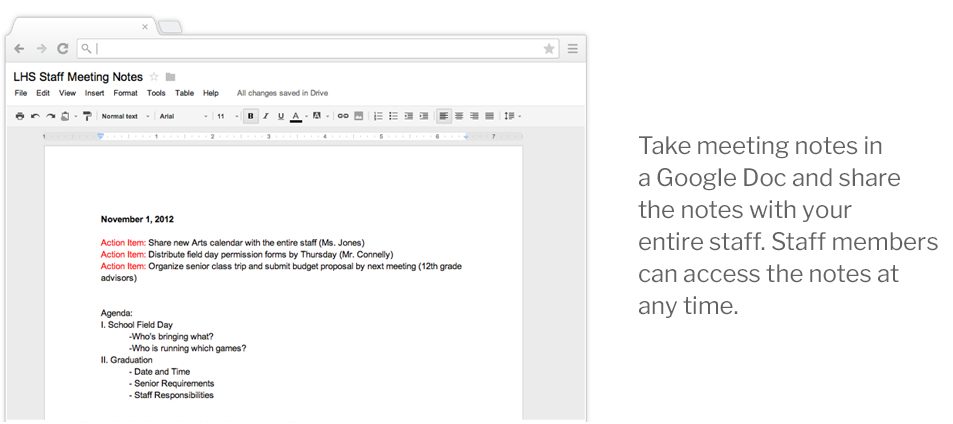 LHS Staff Meeting Notes
File Edit View Insert Format Tools Table Help All changes saved in Drive
Normal text Arial 11 B I U A A
1 1 2 3 4 5 6 7
November 1, 2012
Action Item: Share new Arts calendar with the entire staff (Ms. Jones)
Action Item: Distribute field day permission forms by Thursday (Mr. Connelly)
Action Item: Organize senior class trip and submit budget proposal by next meeting (12th grade
advisors)
Agenda:
I. School Field Day
-Who's bringing what?
-Who is running which games?
II. Graduation
- Date and Time
- Senior Requirements
- Staff Responsibilities
Take meeting notes in
a Google Doc and share
the notes with your
entire staff. Staff members
can access the notes at
any time.